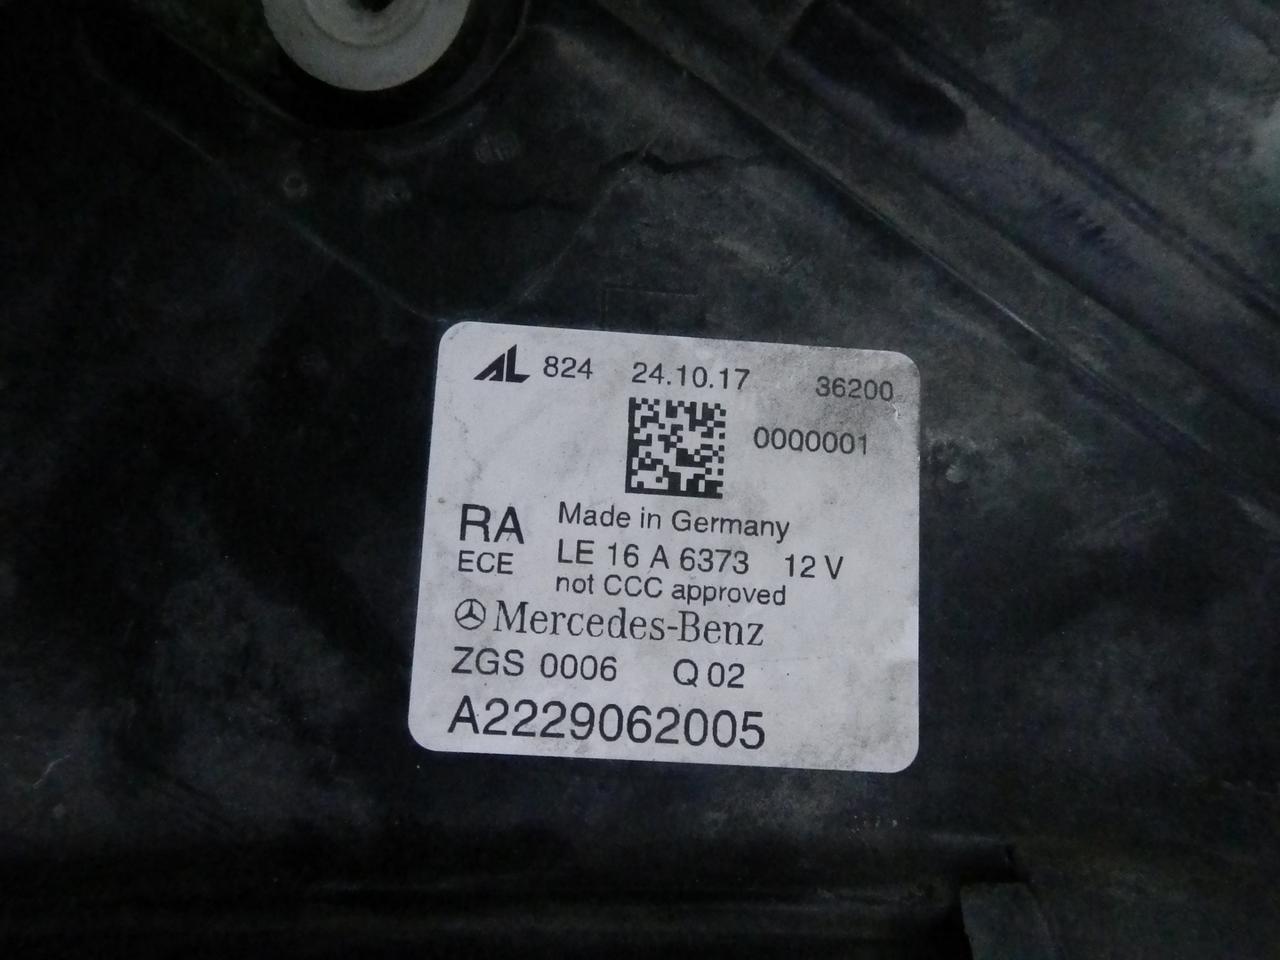 AL 824 24.10.17 36200
0000001
RA Made in Germany
ECE LE 16 A 6373 12 V
not CCC approved
Mercedes-Benz
ZGS 0006 Q 02
A2229062005